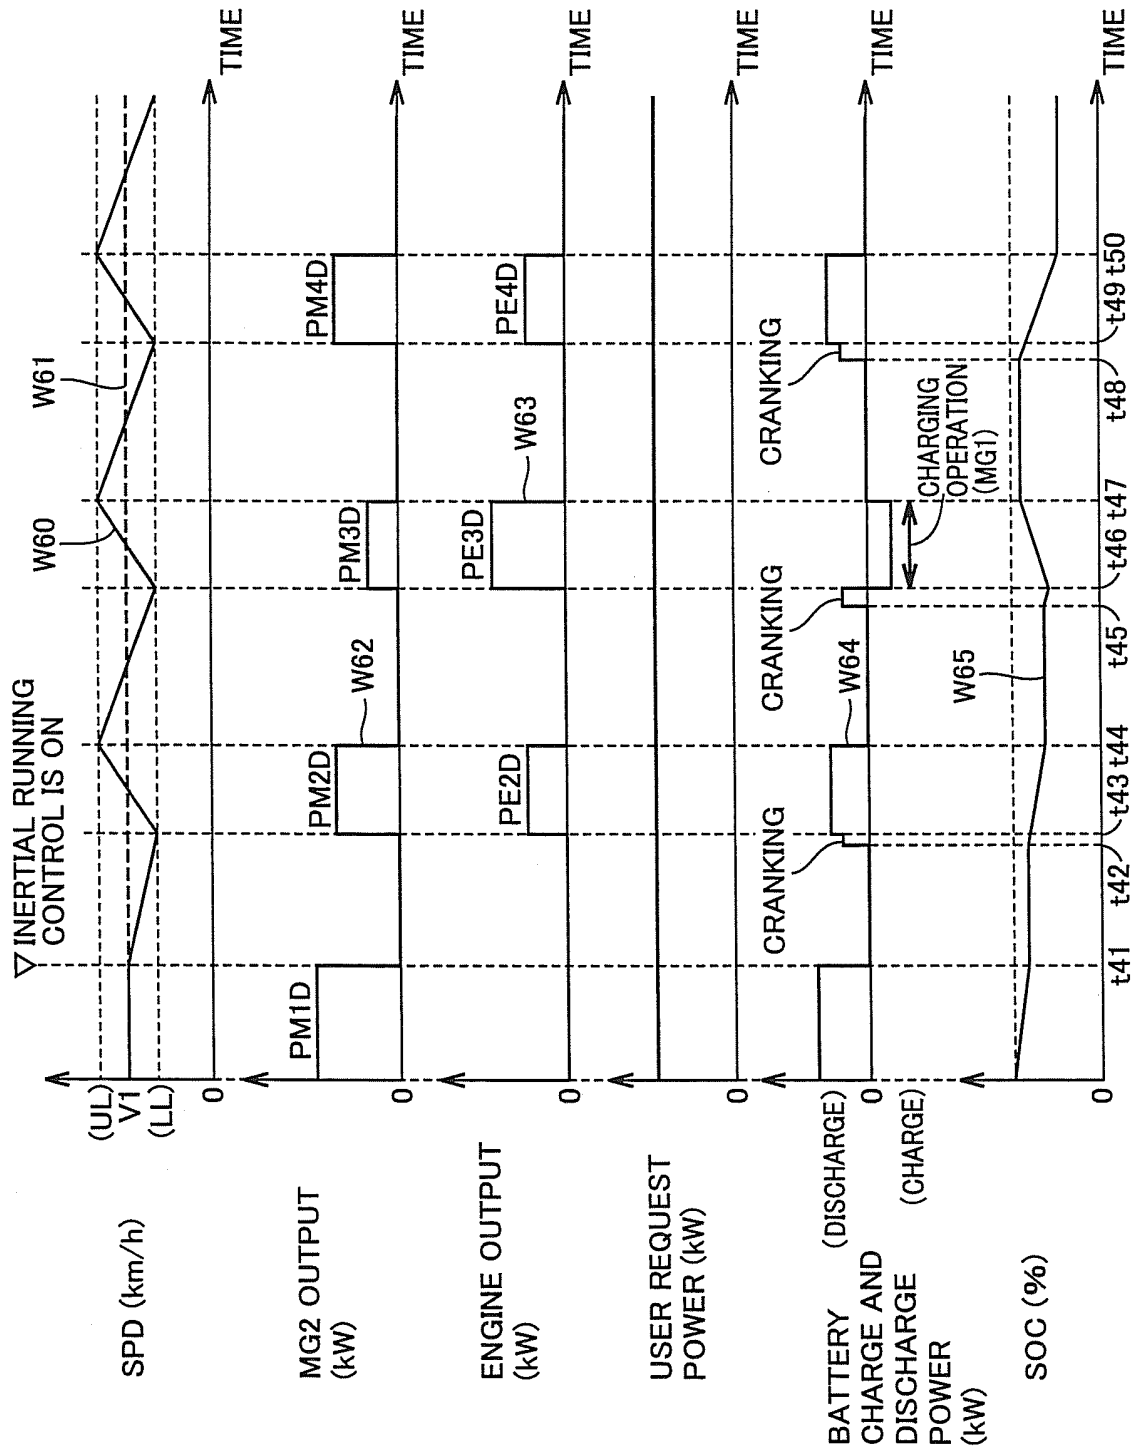 ▽ INERTIAL RUNNING
CONTROL IS ON
W60
W61
SPD (km/h)
(UL)
V1
(LL)
0
TIME
MG2 OUTPUT
(kW)
PM1D
PM2D
W62
PM3D
PM4D
0
TIME
ENGINE OUTPUT
(kW)
PE2D
PE3D
W63
PE4D
0
TIME
USER REQUEST
POWER (kW)
0
TIME
BATTERY
CHARGE AND
DISCHARGE
POWER
(kW)
(DISCHARGE)
0
(CHARGE)
CRANKING
W64
CRANKING
CRANKING
CHARGING
OPERATION
(MG1)
TIME
SOC (%)
W65
0
TIME
t41
t42
t43
t44
t45
t46
t47
t48
t49
t50